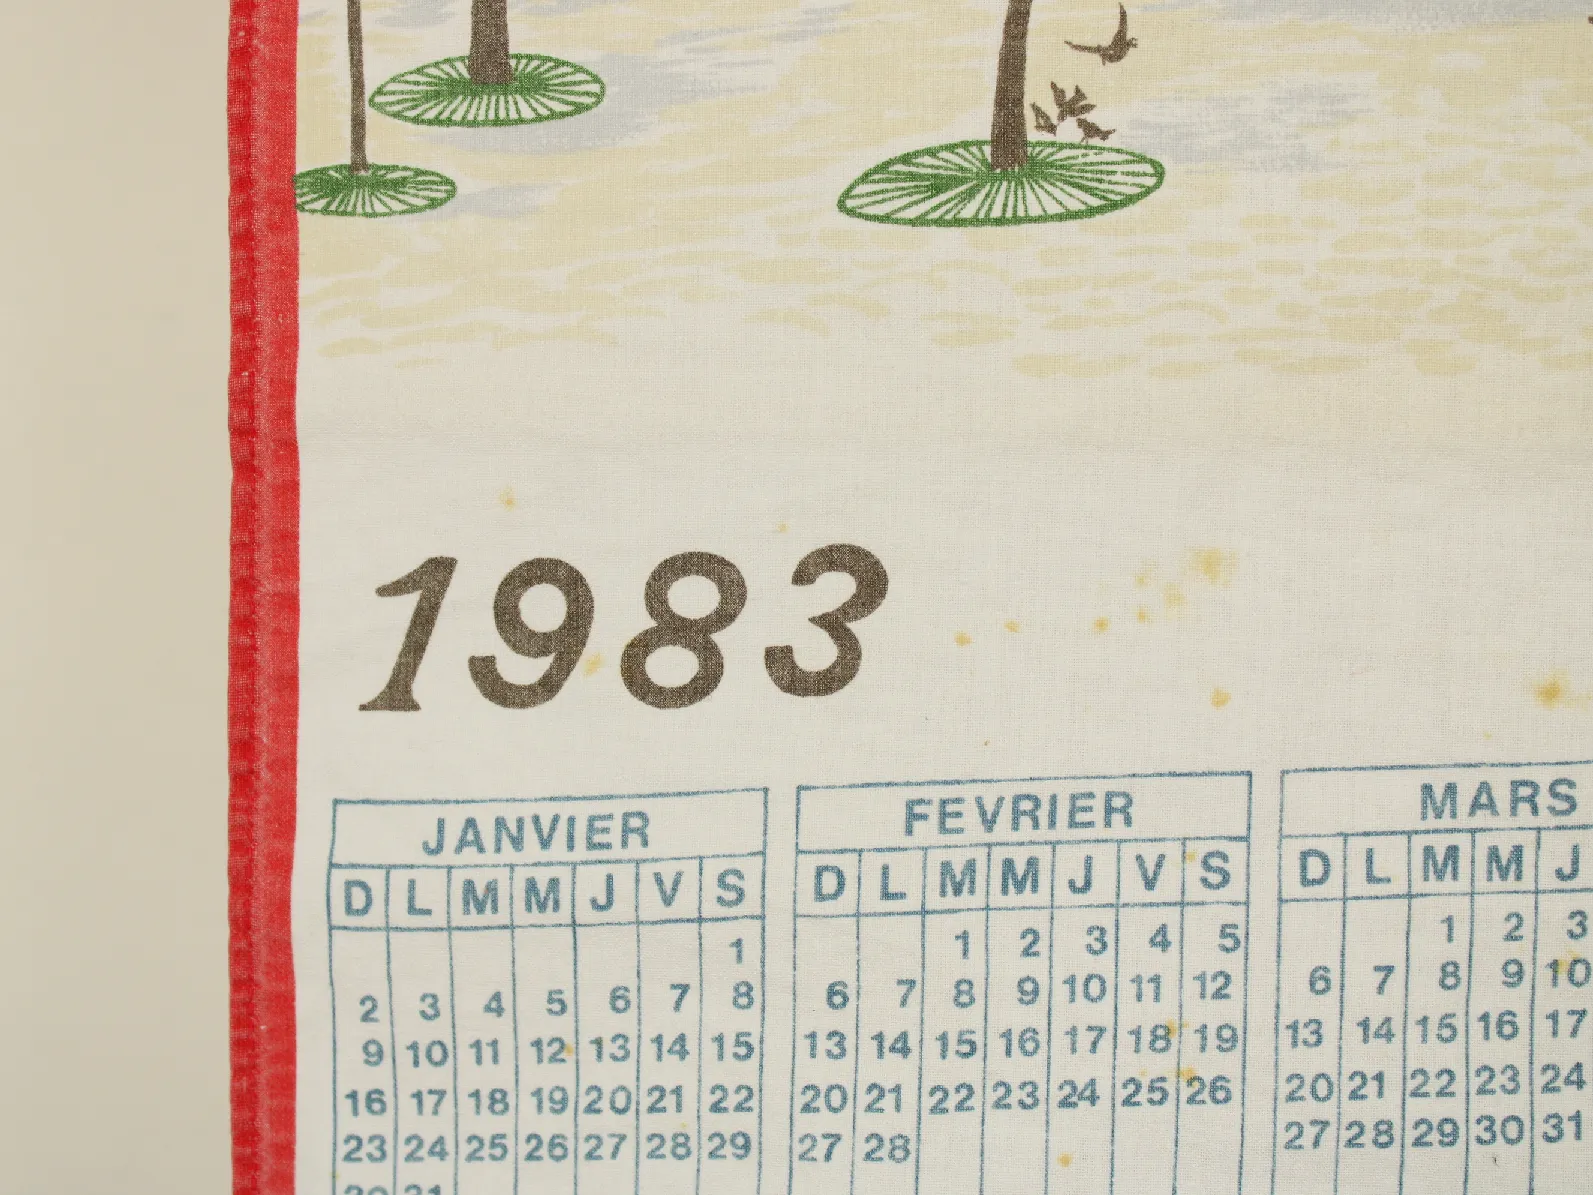 1983
JANVIER FEVRIER MARS
D L M M J V S D L M M J V S D L M M J
1 1 2 3 4 5 1 2 3
2 3 4 5 6 7 8 6 7 8 9 10 11 12 6 7 8 9 10
9 10 11 12 13 14 15 13 14 15 16 17 18 19 13 14 15 16 17
16 17 18 19 20 21 22 20 21 22 23 24 25 26 20 21 22 23 24
23 24 25 26 27 28 29 27 28 27 28 29 30 31
30 31